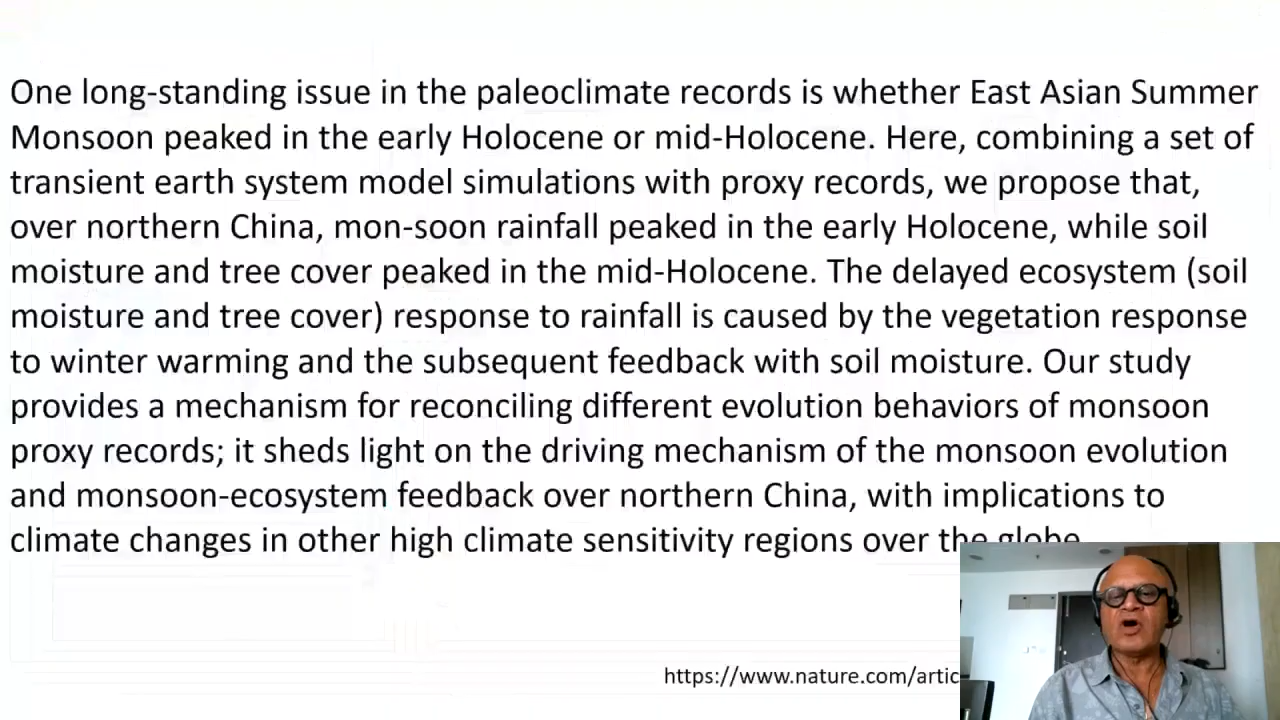 One long-standing issue in the paleoclimate records is whether East Asian Summer
Monsoon peaked in the early Holocene or mid-Holocene. Here, combining a set of
transient earth system model simulations with proxy records, we propose that,
over northern China, mon-soon rainfall peaked in the early Holocene, while soil
moisture and tree cover peaked in the mid-Holocene. The delayed ecosystem (soil
moisture and tree cover) response to rainfall is caused by the vegetation response
to winter warming and the subsequent feedback with soil moisture. Our study
provides a mechanism for reconciling different evolution behaviors of monsoon
proxy records; it sheds light on the driving mechanism of the monsoon evolution
and monsoon-ecosystem feedback over northern China, with implications to
climate changes in other high climate sensitivity regions over the globe
https://www.nature.com/artic